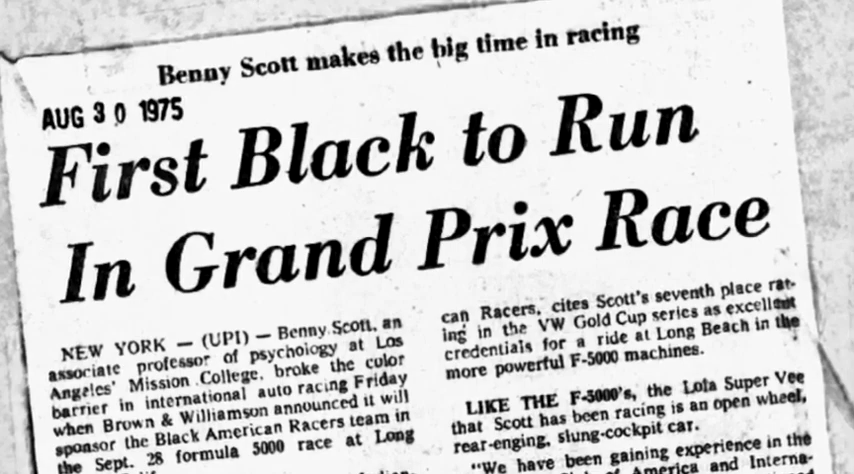 Benny Scott makes the big time in racing
AUG 30 1975
First Black to Run
In Grand Prix Race
NEW YORK — (UPI) — Benny Scott, an
associate professor of psychology at Los
Angeles' Mission College, broke the color
barrier in international auto racing Friday
when Brown & Williamson announced it will
sponsor the Black American Racers team in
the Sept. 28 formula 5000 race at Long
can Racers, cites Scott's seventh place rat-
ing in the VW Gold Cup series as excellent
credentials for a ride at Long Beach in the
more powerful F-5000 machines.
LIKE THE F-5000's, the Lola Super Vee
that Scott has been racing is an open wheel,
rear-enging, slung-cockpit car.
"We have been gaining experience in the
of America and Interna-